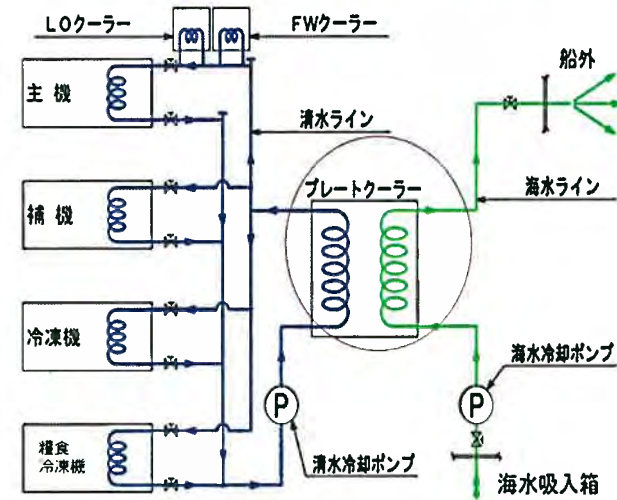 LOクーラー
FWクーラー
主機
船外
清水ライン
プレートクーラー
海水ライン
補機
冷凍機
海水冷却ポンプ
P
P
糧食
冷凍機
清水冷却ポンプ
海水吸入箱